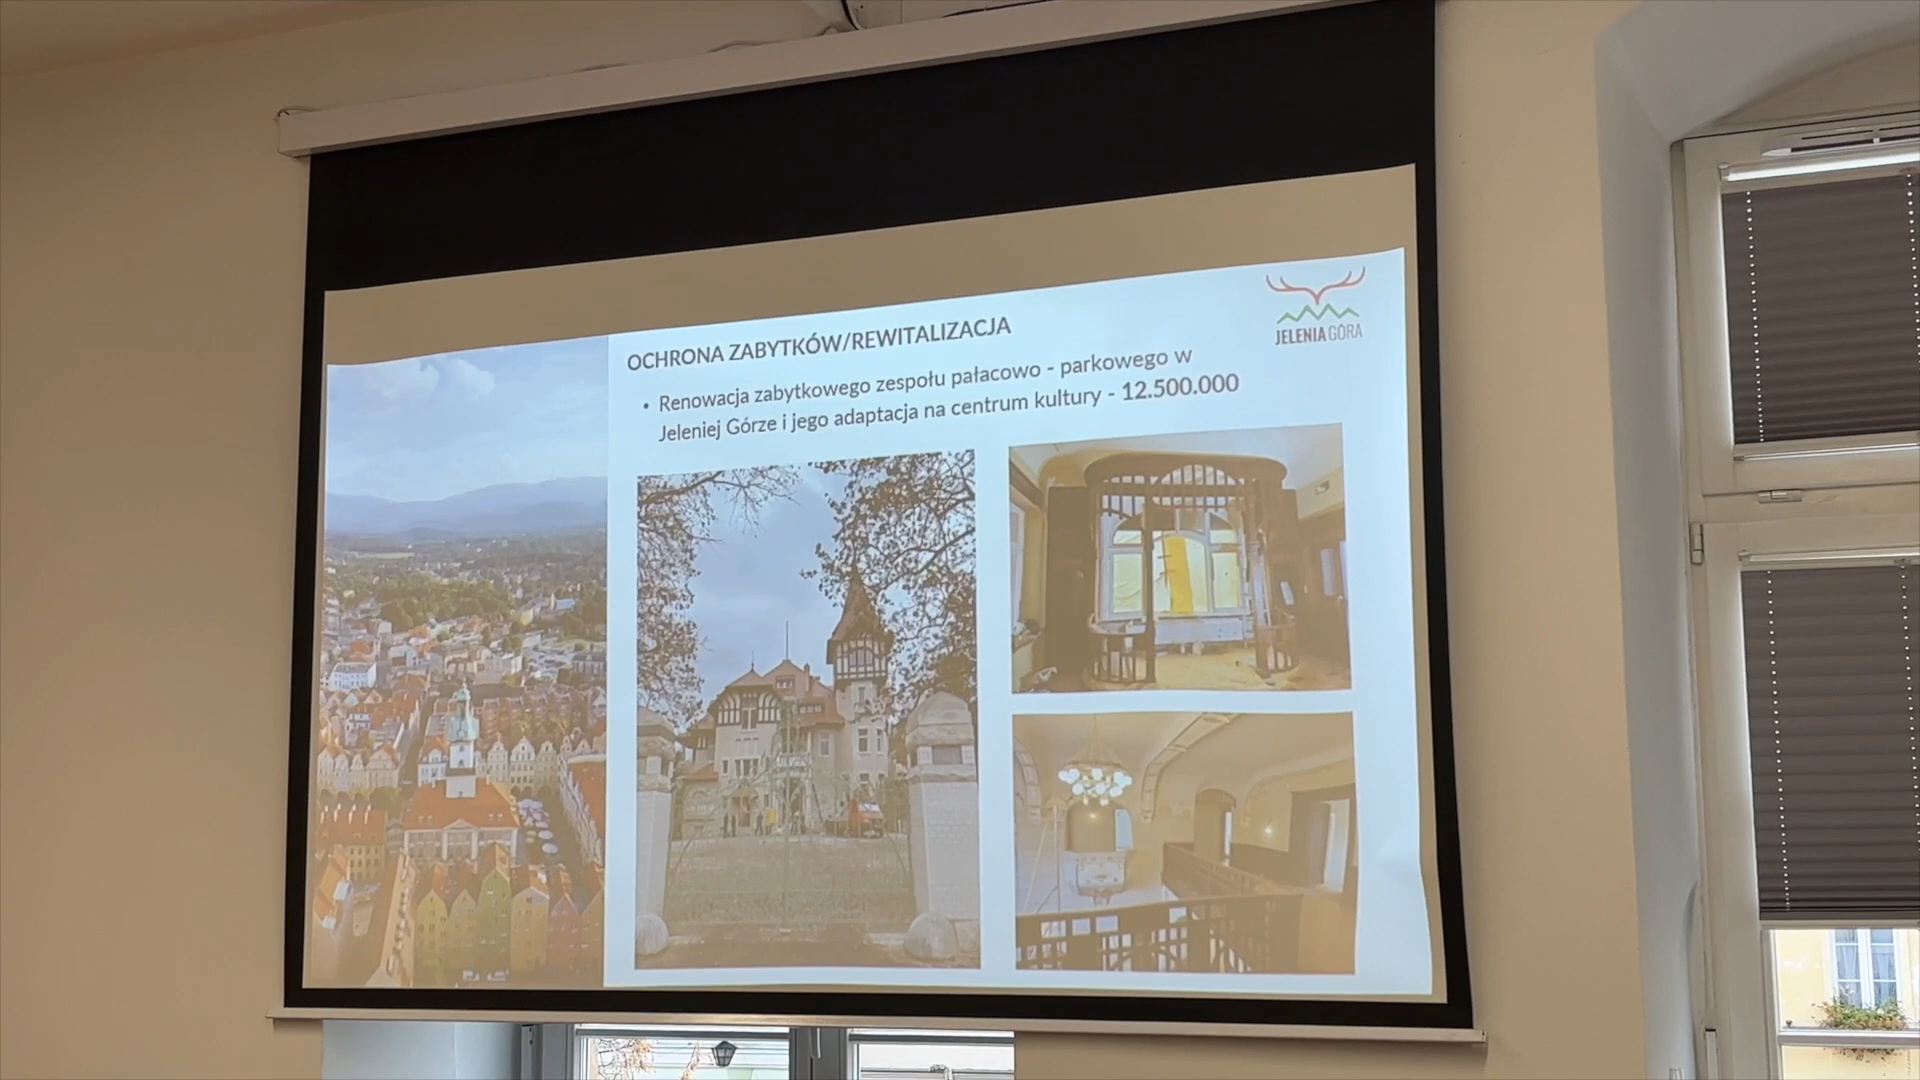 JELENIA GÓRA
OCHRONA ZABYTKÓW/REWITALIZACJA
• Renowacja zabytkowego zespołu pałacowo - parkowego w
Jeleniej Górze i jego adaptacja na centrum kultury - 12.500.000